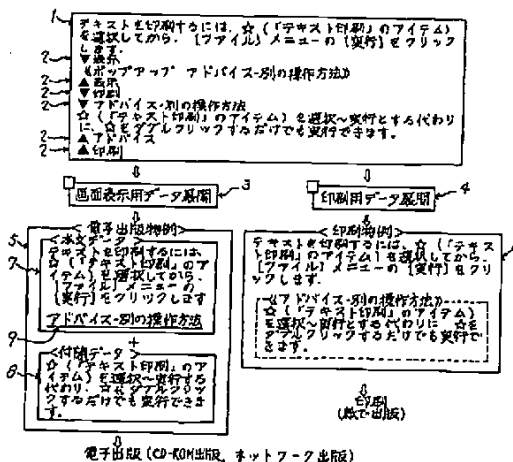 1
テキストを印刷するには、☆(「テキスト印刷」のアイテム)
を選択してから、[ファイル]メニューの[実行]をクリック
します。
2 ▼表示
《ポップアップ アドバイス-別の操作方法》
2 ▲表示
2 ▼印刷
2 ▼アドバイス-別の操作方法
☆(「テキスト印刷」のアイテム)を選択〜実行とする代わり
に、☆をダブルクリックするだけでも実行できます。
2 ▲アドバイス
2 ▲印刷
画面表示用データ展開 3
印刷用データ展開 4
5
<電子出版物例>
7
<本文データ>
テキストを印刷するには、
☆(「テキスト印刷」のア
イテム)を選択してから、
[ファイル]メニューの
[実行]をクリックします
アドバイス-別の操作方法
9
+
8
<付随データ>
☆(「テキスト印刷」のア
イテム)を選択〜実行する
代わり、☆をダブルクリッ
クするだけでも実行できま
す。
電子出版(CD-ROM出版、ネットワーク出版)
<印刷物例>
テキストを印刷するには、☆(「テキス
ト印刷」のアイテム)を選択してから、
[ファイル]メニューの[実行]をクリッ
クします。
《アドバイス-別の操作方法》
☆(「テキスト印刷」のアイテム)
を選択〜実行とする代わりに、☆を
ダブルクリックするだけでも実行で
きます。
印刷
(紙で出版)